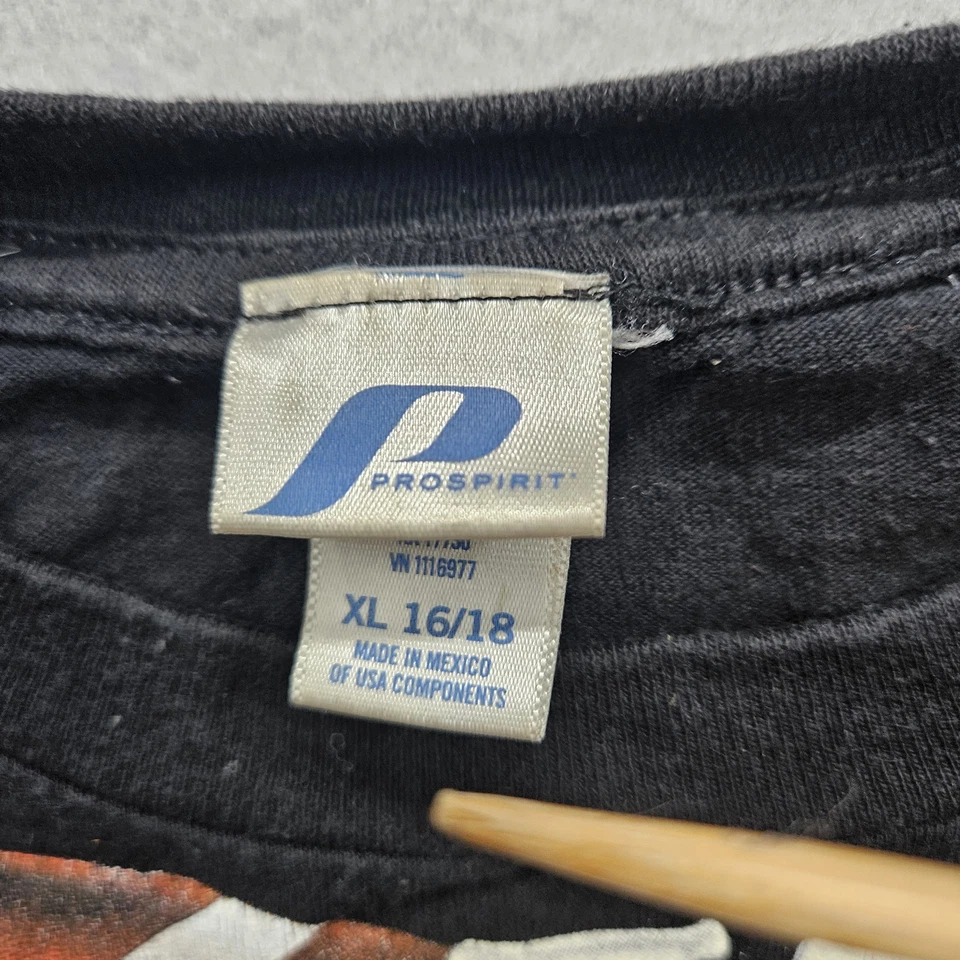 PROSPIRIT
VN 1116977
XL 16/18
MADE IN MEXICO
OF USA COMPONENTS